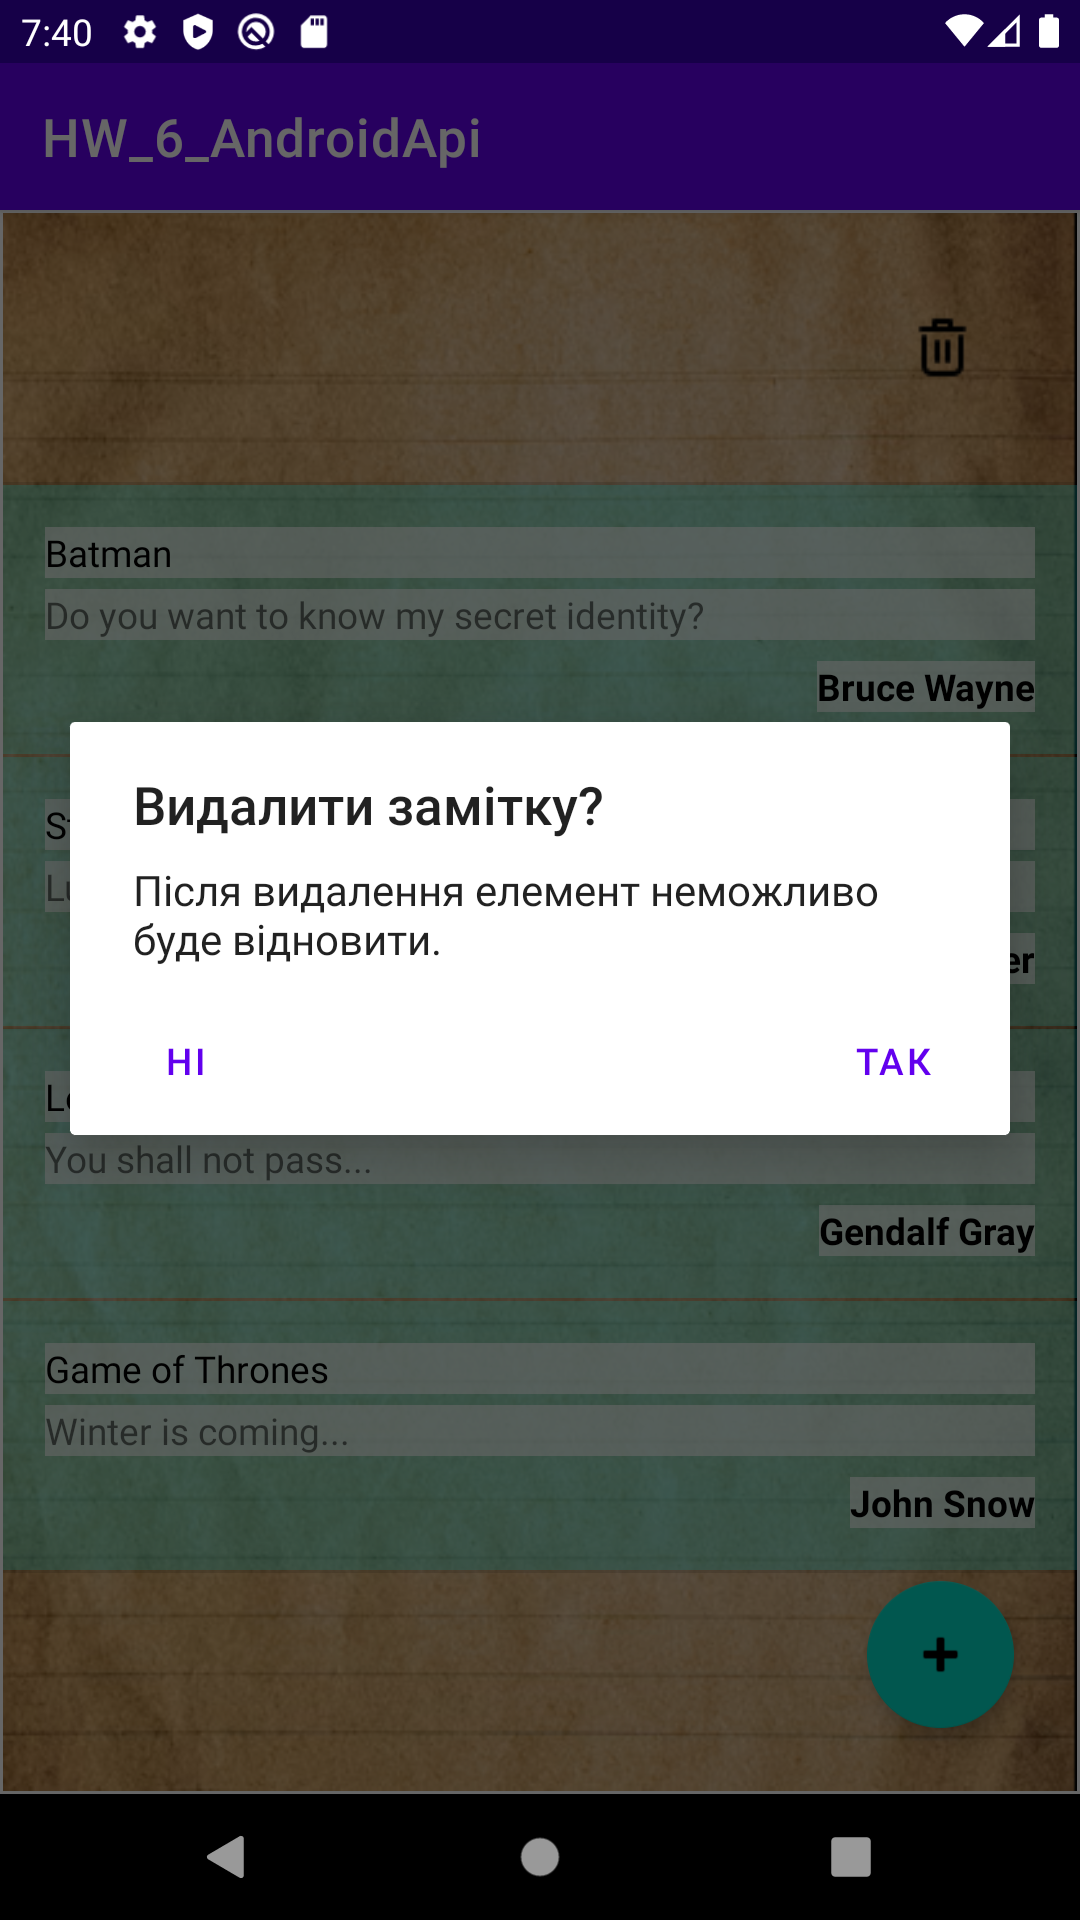 7:40
HW_6_AndroidApi
Batman
Do you want to know my secret identity?
Bruce Wayne
Видалити замітку?
Після видалення елемент неможливо
буде відновити.
НІ
ТАК
You shall not pass...
Gendalf Gray
Game of Thrones
Winter is coming...
John Snow